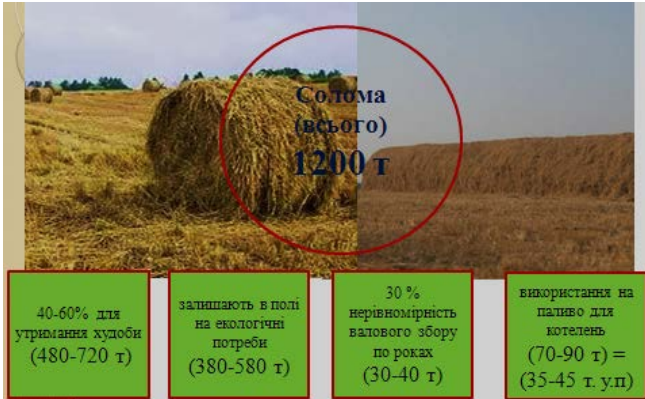 Солома
(всього)
1200 т
40-60% для
утримання худоби
(480-720 т)
залишають в полі
на екологічні
потреби
(380-580 т)
30 %
нерівномірність
валового збору
по роках
(30-40 т)
використання на
паливо для
котелень
(70-90 т) =
(35-45 т. у.п)